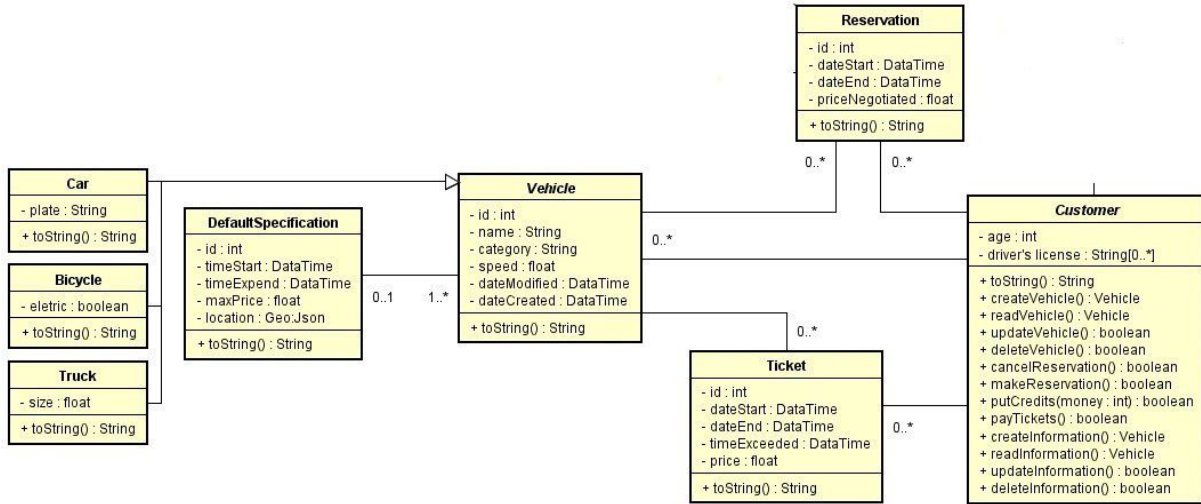 Reservation
- id : int
- dateStart : DataTime
- dateEnd : DataTime
- priceNegotiated : float
+ toString() : String
0..*
0..*
Car
- plate : String
+ toString() : String
Bicycle
- eletric : boolean
+ toString() : String
Truck
- size : float
+ toString() : String
DefaultSpecification
- id : int
- timeStart : DataTime
- timeExpend : DataTime
- maxPrice : float
- location : Geo:Json
+ toString() : String
0..1
1..*
Vehicle
- id : int
- name : String
- category : String
- speed : float
- dateModified : DataTime
- dateCreated : DataTime
+ toString() : String
0..*
0..*
Ticket
- id : int
- dateStart : DataTime
- dateEnd : DataTime
- timeExceeded : DataTime
- price : float
+ toString() : String
0..*
Customer
- age : int
- driver's license : String[0..*]
+ toString() : String
+ createVehicle() : Vehicle
+ readVehicle() : Vehicle
+ updateVehicle() : boolean
+ deleteVehicle() : boolean
+ cancelReservation() : boolean
+ makeReservation() : boolean
+ putCredits(money : int) : boolean
+ payTickets() : boolean
+ createInformation() : Vehicle
+ readInformation() : Vehicle
+ updateInformation() : boolean
+ deleteInformation() : boolean